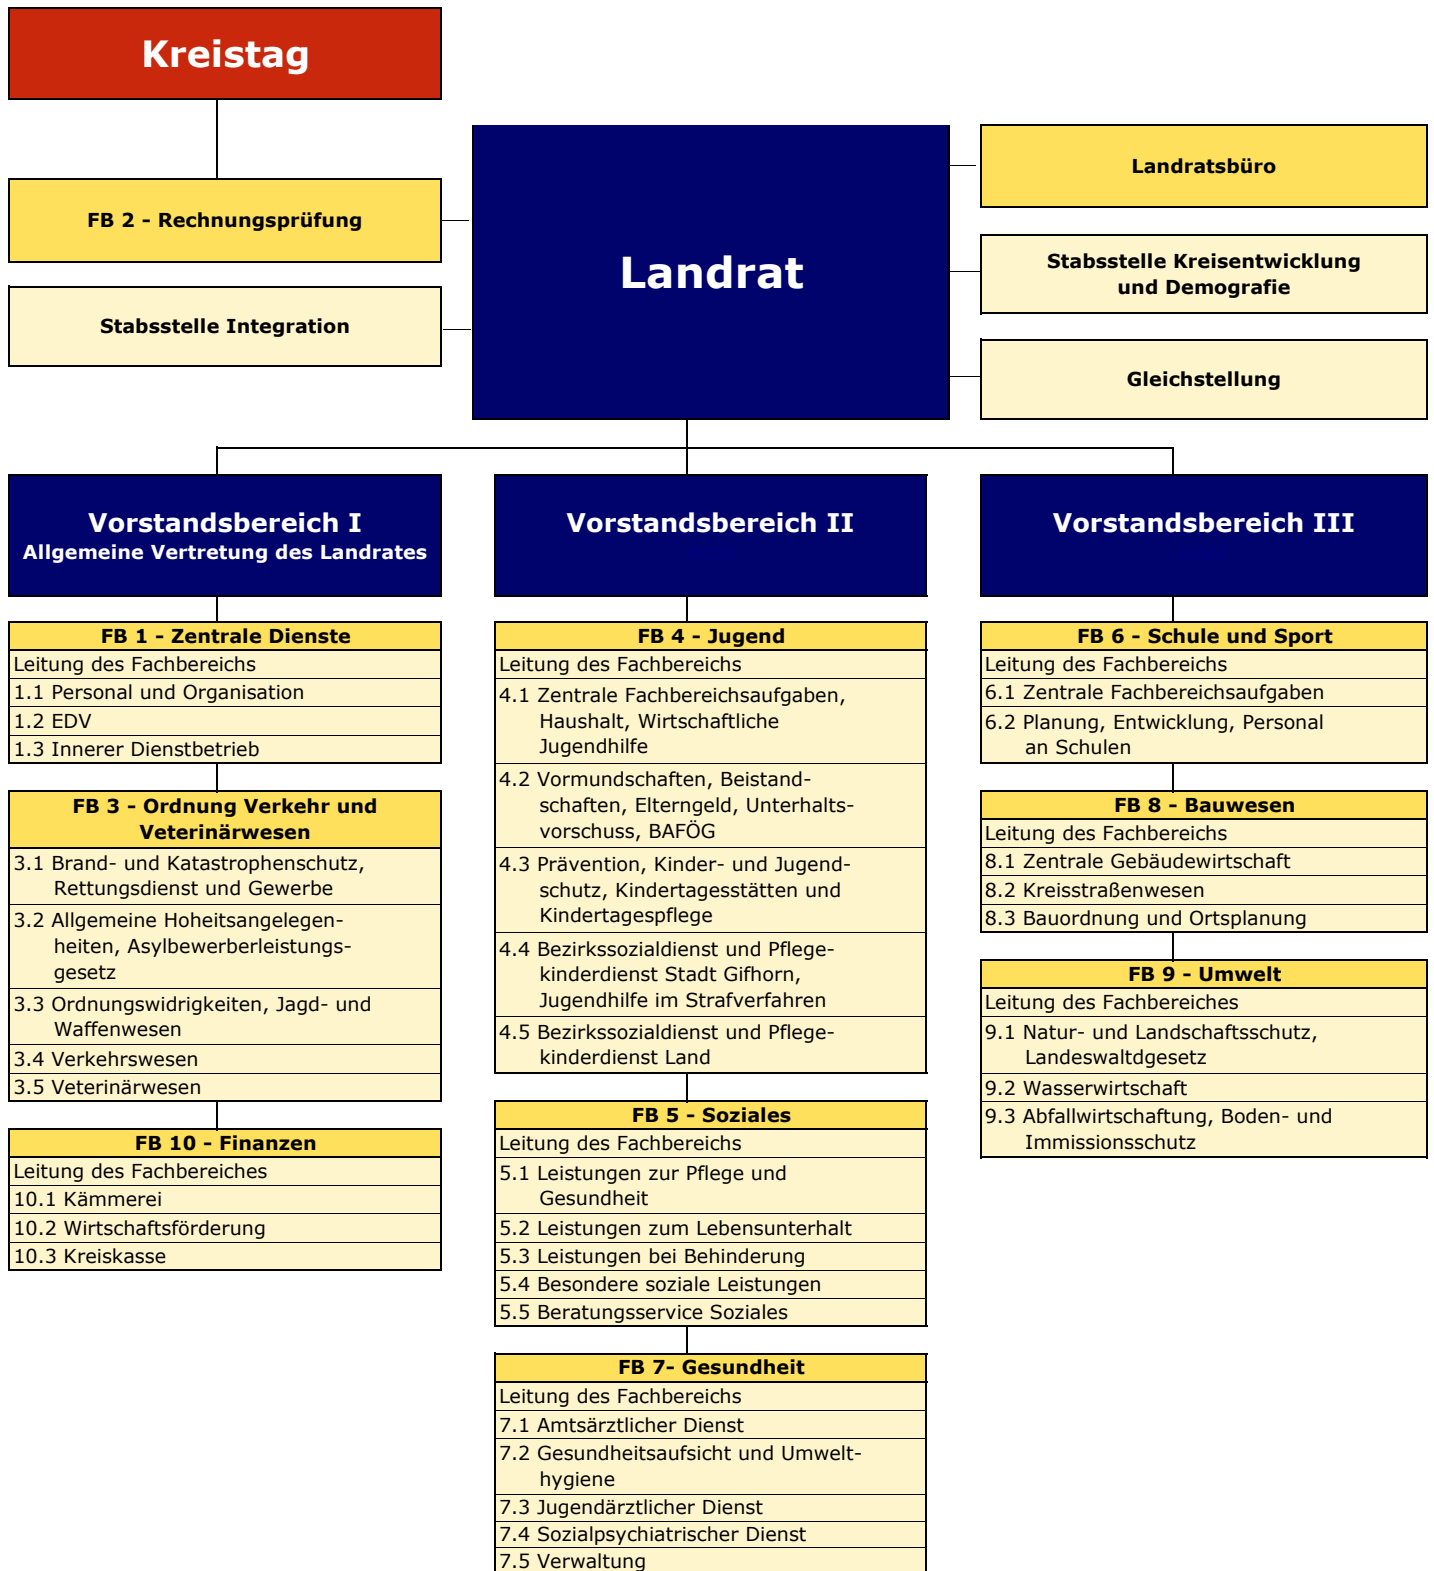 Kreistag
FB 2 - Rechnungsprüfung
Stabsstelle Integration
Landrat
Landratsbüro
Stabsstelle Kreisentwicklung
und Demografie
Gleichstellung
Vorstandsbereich I
Allgemeine Vertretung des Landrates
FB 1 - Zentrale Dienste
Leitung des Fachbereichs
1.1 Personal und Organisation
1.2 EDV
1.3 Innerer Dienstbetrieb
FB 3 - Ordnung Verkehr und
Veterinärwesen
3.1 Brand- und Katastrophenschutz,
Rettungsdienst und Gewerbe
3.2 Allgemeine Hoheitsangelegen-
heiten, Asylbewerberleistungs-
gesetz
3.3 Ordnungswidrigkeiten, Jagd- und
Waffenwesen
3.4 Verkehrswesen
3.5 Veterinärwesen
FB 10 - Finanzen
Leitung des Fachbereiches
10.1 Kämmerei
10.2 Wirtschaftsförderung
10.3 Kreiskasse
Vorstandsbereich II
FB 4 - Jugend
Leitung des Fachbereichs
4.1 Zentrale Fachbereichsaufgaben,
Haushalt, Wirtschaftliche
Jugendhilfe
4.2 Vormundschaften, Beistand-
schaften, Elterngeld, Unterhalts-
vorschuss, BAFÖG
4.3 Prävention, Kinder- und Jugend-
schutz, Kindertagesstätten und
Kindertagespflege
4.4 Bezirkssozialdienst und Pflege-
kinderdienst Stadt Gifhorn,
Jugendhilfe im Strafverfahren
4.5 Bezirkssozialdienst und Pflege-
kinderdienst Land
FB 5 - Soziales
Leitung des Fachbereichs
5.1 Leistungen zur Pflege und
Gesundheit
5.2 Leistungen zum Lebensunterhalt
5.3 Leistungen bei Behinderung
5.4 Besondere soziale Leistungen
5.5 Beratungsservice Soziales
FB 7- Gesundheit
Leitung des Fachbereichs
7.1 Amtsärztlicher Dienst
7.2 Gesundheitsaufsicht und Umwelt-
hygiene
7.3 Jugendärztlicher Dienst
7.4 Sozialpsychiatrischer Dienst
7.5 Verwaltung
Vorstandsbereich III
FB 6 - Schule und Sport
Leitung des Fachbereichs
6.1 Zentrale Fachbereichsaufgaben
6.2 Planung, Entwicklung, Personal
an Schulen
FB 8 - Bauwesen
Leitung des Fachbereichs
8.1 Zentrale Gebäudewirtschaft
8.2 Kreisstraßenwesen
8.3 Bauordnung und Ortsplanung
FB 9 - Umwelt
Leitung des Fachbereiches
9.1 Natur- und Landschaftsschutz,
Landeswaltdgesetz
9.2 Wasserwirtschaft
9.3 Abfallwirtschaftung, Boden- und
Immissionsschutz